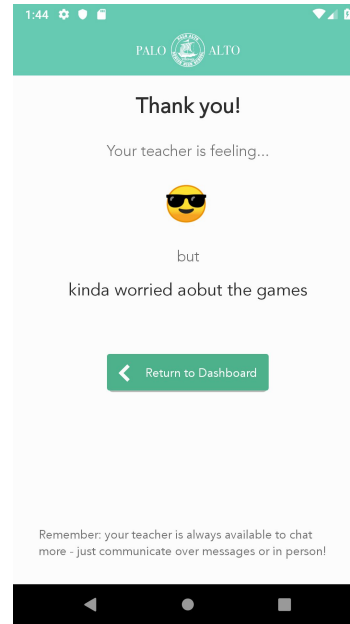 1:44
PALO ALTO
Thank you!
Your teacher is feeling...
but
kinda worried aobut the games
Return to Dashboard
Remember: your teacher is always available to chat
more - just communicate over messages or in person!